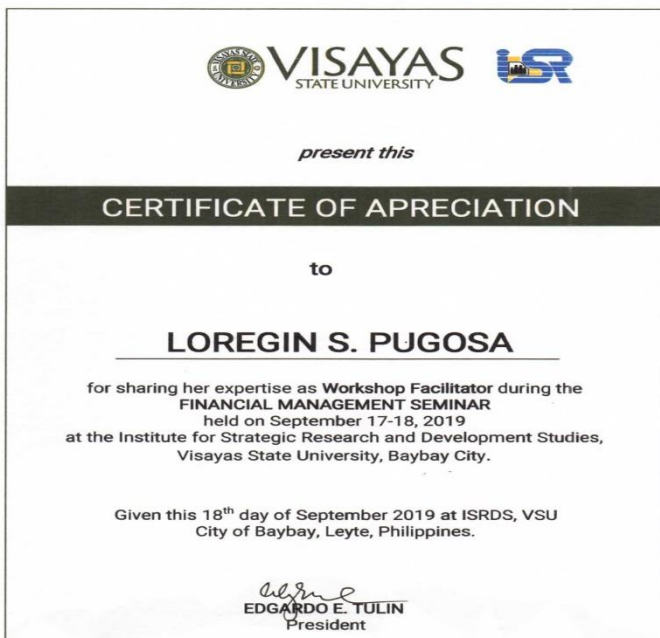 VISAYAS
STATE UNIVERSITY
present this
CERTIFICATE OF APRECIATION
to
LOREGIN S. PUGOSA
for sharing her expertise as Workshop Facilitator during the
FINANCIAL MANAGEMENT SEMINAR
held on September 17-18, 2019
at the Institute for Strategic Research and Development Studies,
Visayas State University, Baybay City.
Given this 18th day of September 2019 at ISRDS, VSU
City of Baybay, Leyte, Philippines.
EDGARDO E. TULIN
President